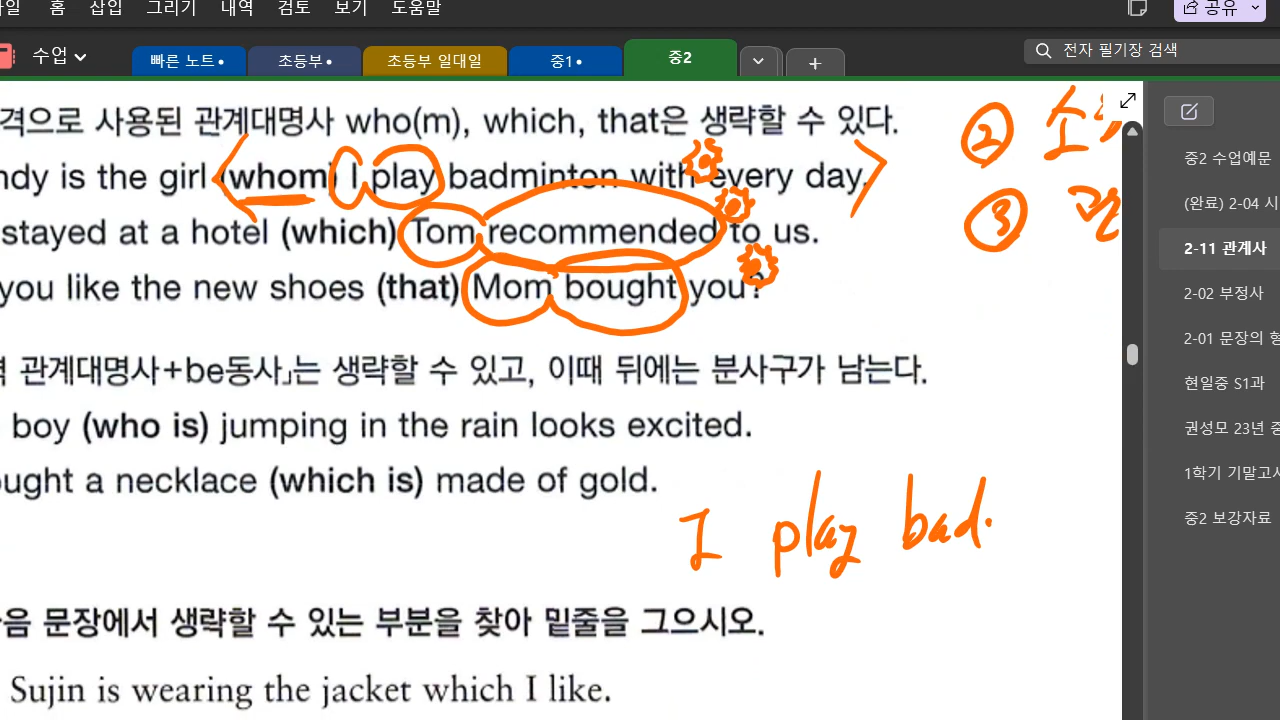 파일 홈 삽입 그리기 내역 검토 보기 도움말 공유
수업 빠른 노트 초등부 초등부 일대일 중1 중2 + 전자 필기장 검색
격으로 사용된 관계대명사 who(m), which, that은 생략할 수 있다.
ndy is the girl (whom) I play badminton with every day.
stayed at a hotel (which) Tom recommended to us.
you like the new shoes (that) Mom bought you?
②
③
격 관계대명사+be동사」는 생략할 수 있고, 이때 뒤에는 분사구가 남는다.
boy (who is) jumping in the rain looks excited.
ought a necklace (which is) made of gold.
I play bad.
다음 문장에서 생략할 수 있는 부분을 찾아 밑줄을 그으시오.
Sujin is wearing the jacket which I like.
중2 수업예문
(완료) 2-04 시
2-11 관계사
2-02 부정사
2-01 문장의 형
현일중 S1과
권성모 23년 중
1학기 기말고사
중2 보강자료